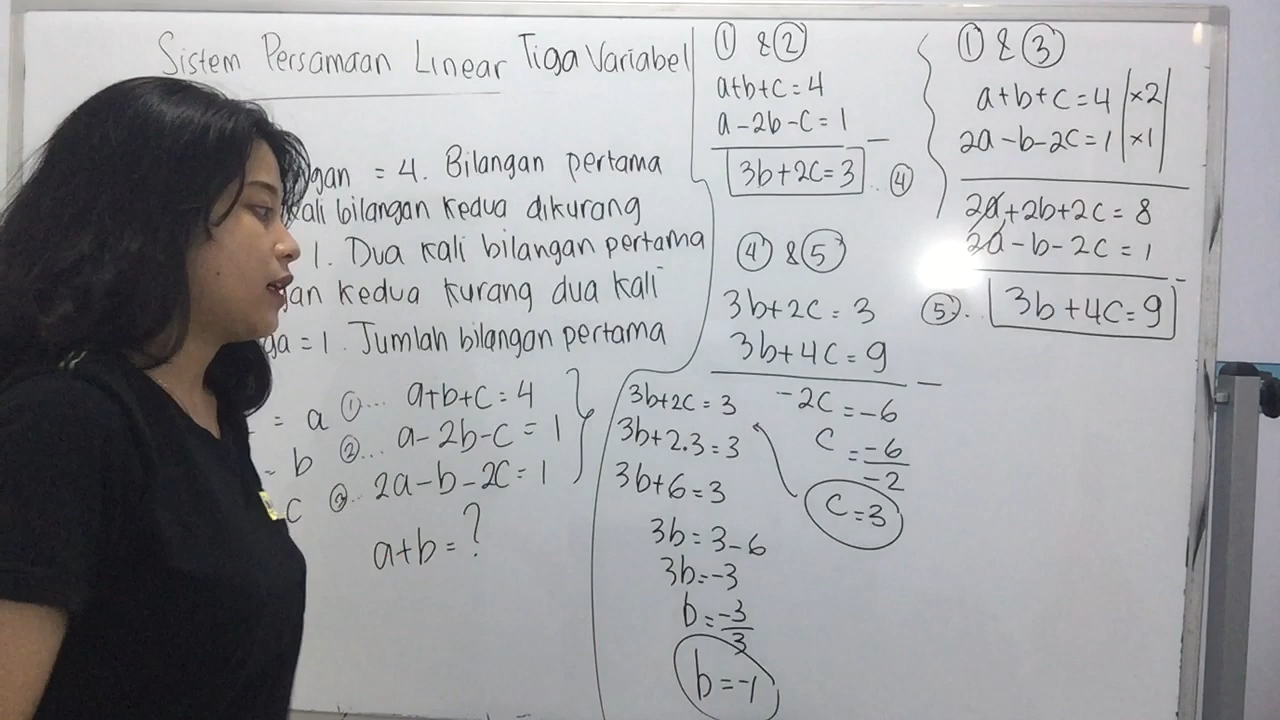 Sistem Persamaan Linear Tiga Variabel
= 4. Bilangan pertama
kali bilangan kedua dikurang
1. Dua kali bilangan pertama
kedua kurang dua kali
= 1. Jumlah bilangan pertama
= a
- b
c
① ... a+b+c = 4
② ... a-2b-c = 1
③ .. 2a-b-2c = 1
a+b = ?
① & ②
a+b+c = 4
a-2b-c = 1 −
3b+2c = 3 .. ④
① & ③
a+b+c = 4 |×2|
2a-b-2c = 1 |×1|
2a+2b+2c = 8
2a-b-2c = 1 −
⑤ .. 3b+4c = 9
④ & ⑤
3b+2c = 3
3b+4c = 9 −
-2c = -6
c = -6/-2
c = 3
3b+2c = 3
3b+2.3 = 3
3b+6 = 3
3b = 3-6
3b = -3
b = -3/3
b = -1